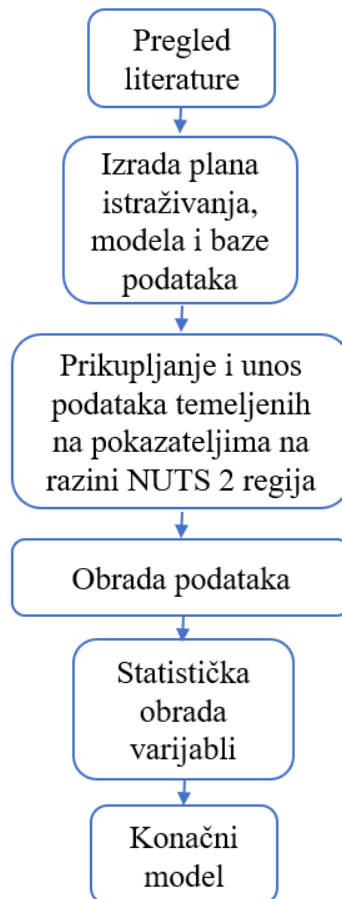 Pregled
literature
Izrada plana
istraživanja,
modela i baze
podataka
Prikupljanje i unos
podataka temeljenih
na pokazateljima na
razini NUTS 2 regija
Obrada podataka
Statistička
obrada
varijabli
Konačni
model